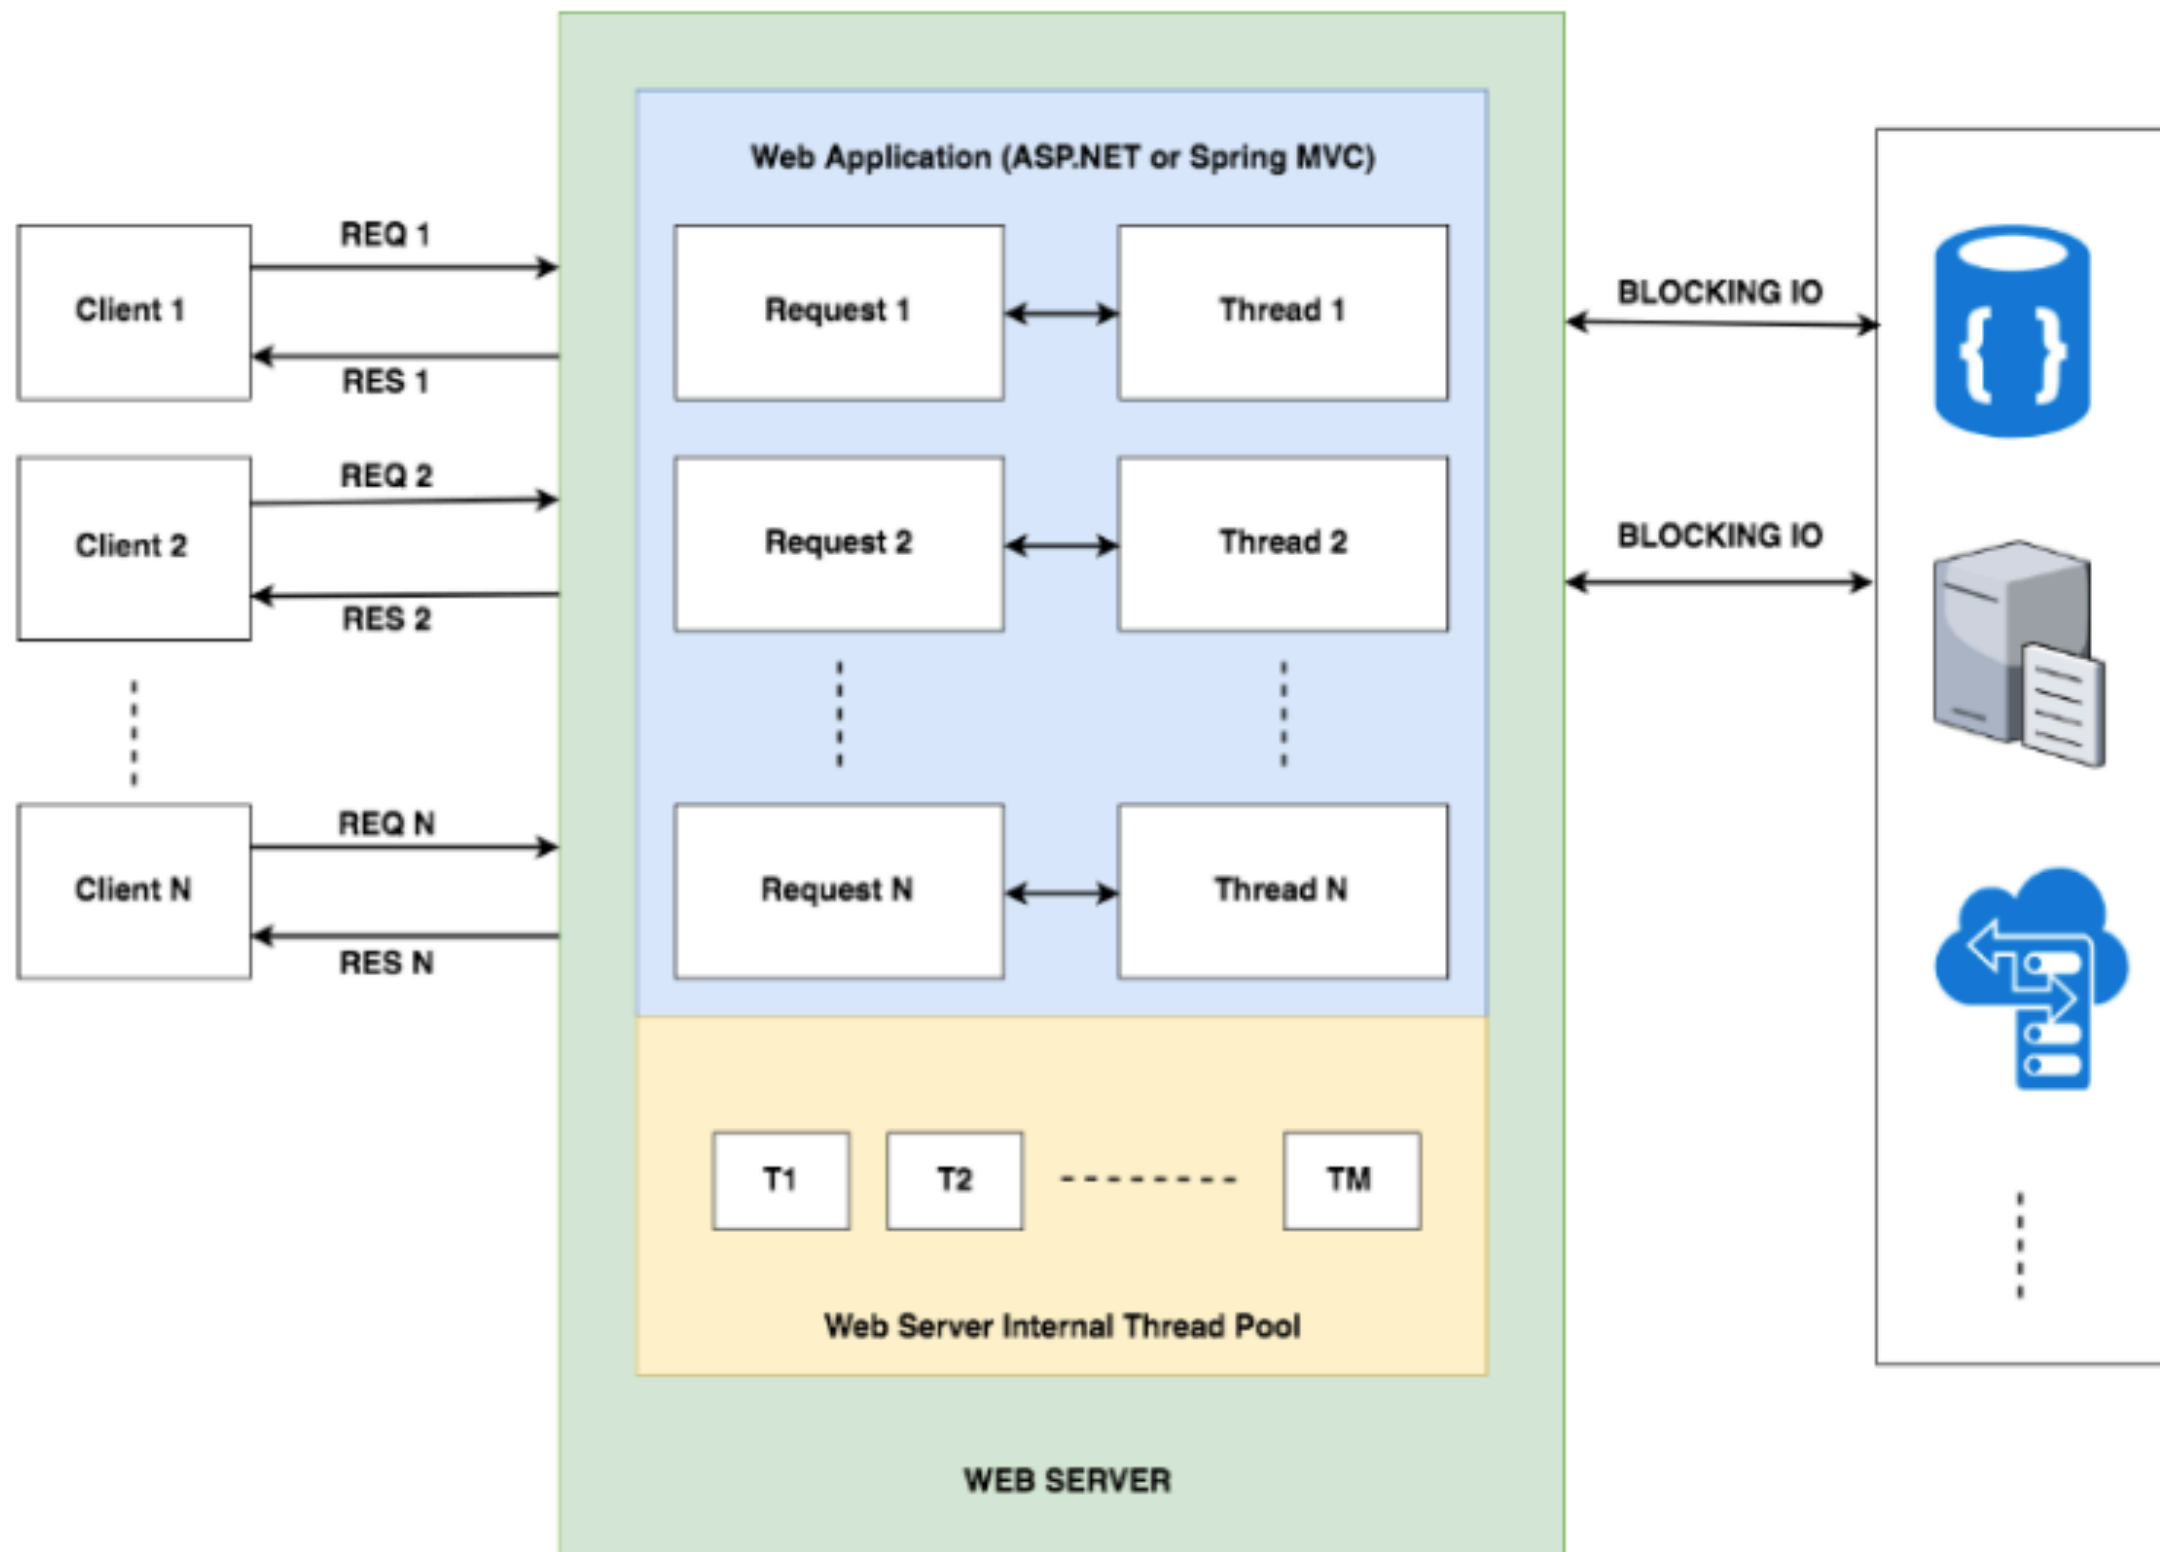 Web Application (ASP.NET or Spring MVC)
Client 1
REQ 1
RES 1
Request 1
Thread 1
BLOCKING IO
{ }
Client 2
REQ 2
RES 2
Request 2
Thread 2
BLOCKING IO
Client N
REQ N
RES N
Request N
Thread N
T1
T2
TM
Web Server Internal Thread Pool
WEB SERVER